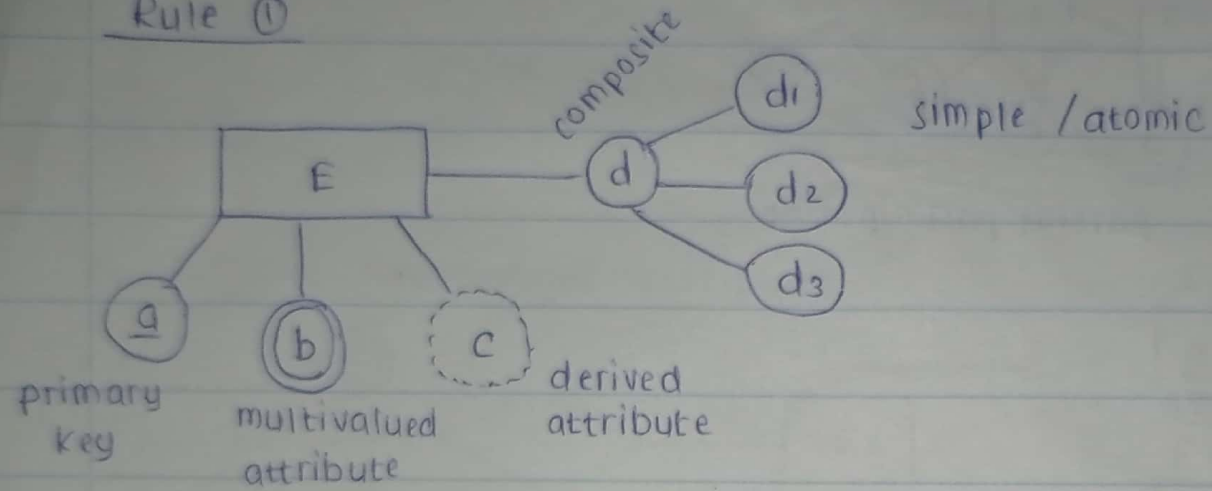 Rule ①
composite
d1
simple / atomic
E
d
d2
d3
a
b
c
primary
key
multivalued
attribute
derived
attribute